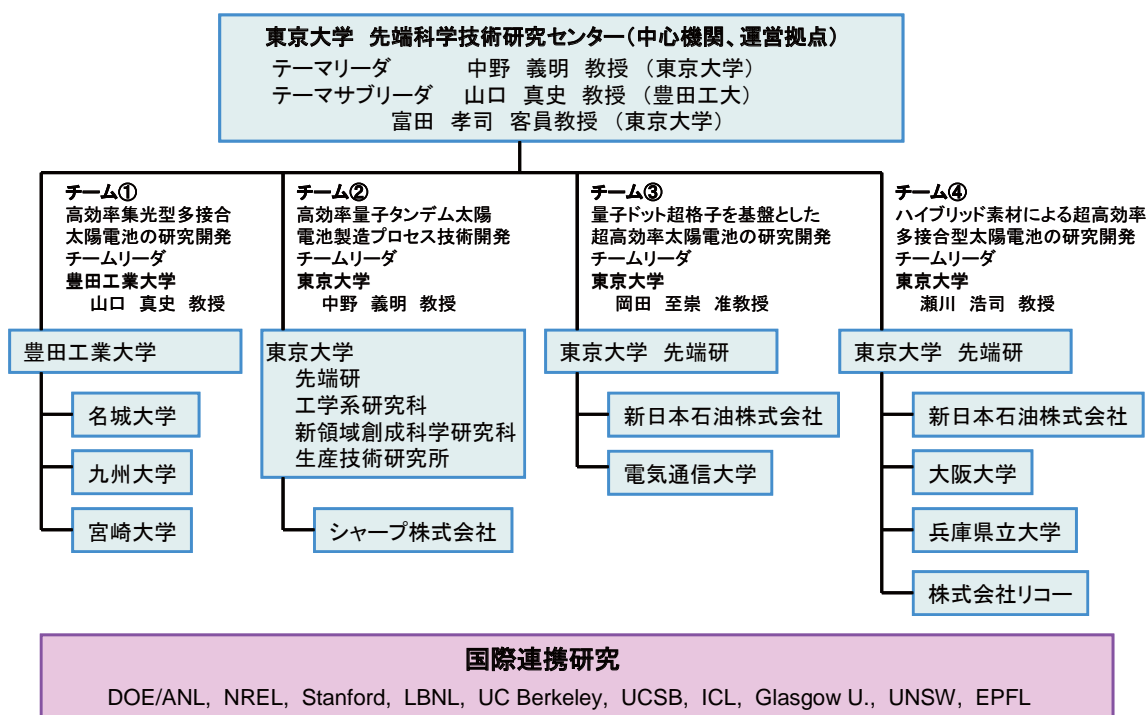 東京大学 先端科学技術研究センター(中心機関、運営拠点)
テーマリーダ 中野 義明 教授 (東京大学)
テーマサブリーダ 山口 真史 教授 (豊田工大)
富田 孝司 客員教授 (東京大学)
チーム①
高効率集光型多接合
太陽電池の研究開発
チームリーダ
豊田工業大学
山口 真史 教授
豊田工業大学
名城大学
九州大学
宮崎大学
チーム②
高効率量子タンデム太陽
電池製造プロセス技術開発
チームリーダ
東京大学
中野 義明 教授
東京大学
先端研
工学系研究科
新領域創成科学研究科
生産技術研究所
シャープ株式会社
チーム③
量子ドット超格子を基盤とした
超高効率太陽電池の研究開発
チームリーダ
東京大学
岡田 至崇 准教授
東京大学 先端研
新日本石油株式会社
電気通信大学
チーム④
ハイブリッド素材による超高効率
多接合型太陽電池の研究開発
チームリーダ
東京大学
瀬川 浩司 教授
東京大学 先端研
新日本石油株式会社
大阪大学
兵庫県立大学
株式会社リコー
国際連携研究
DOE/ANL, NREL, Stanford, LBNL, UC Berkeley, UCSB, ICL, Glasgow U., UNSW, EPFL